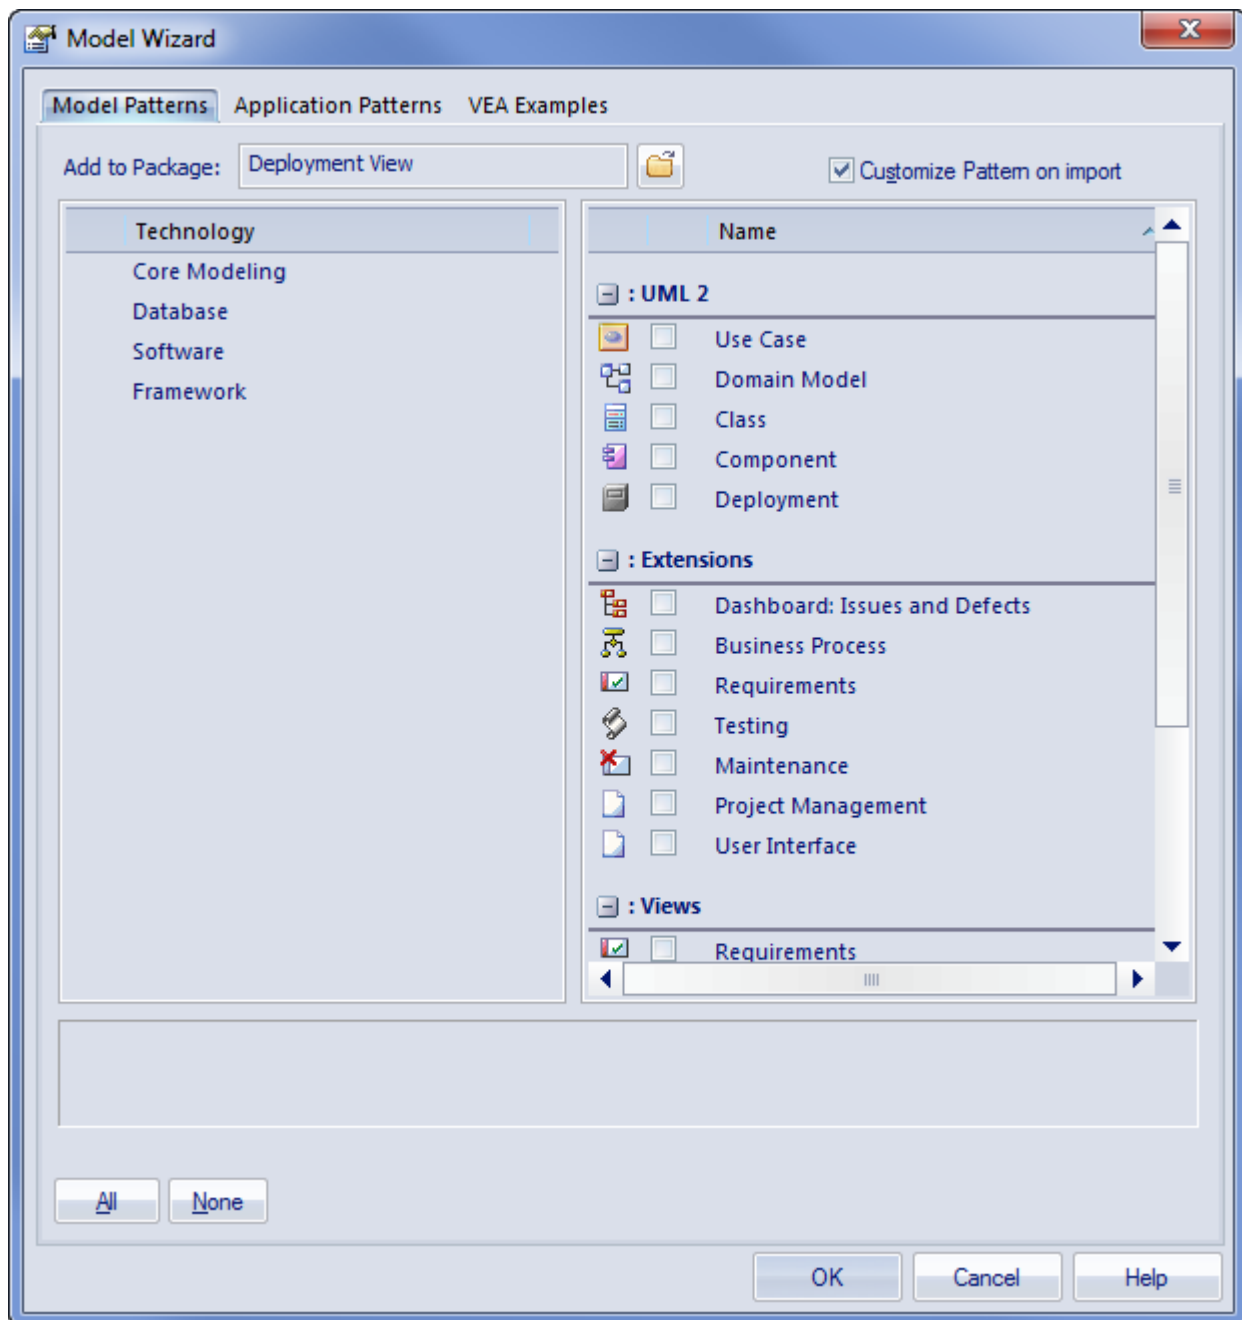 Model Wizard
Model Patterns Application Patterns VEA Examples
Add to Package: Deployment View Customize Pattern on import
Technology
Core Modeling
Database
Software
Framework
Name
: UML 2
Use Case
Domain Model
Class
Component
Deployment
: Extensions
Dashboard: Issues and Defects
Business Process
Requirements
Testing
Maintenance
Project Management
User Interface
: Views
Requirements
All None
OK Cancel Help